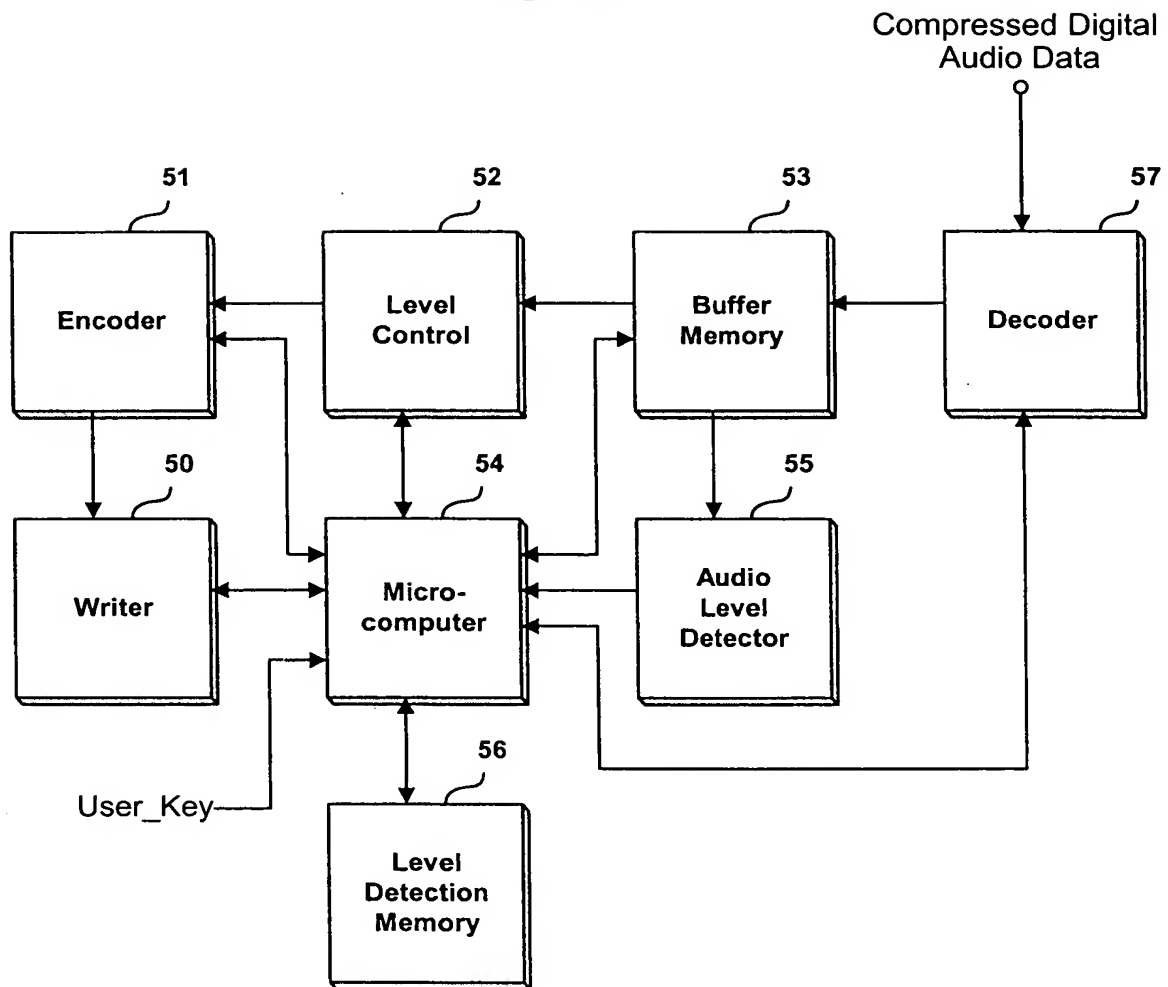 Compressed Digital
Audio Data
51
52
53
57
Encoder
Level
Control
Buffer
Memory
Decoder
50
54
55
Writer
Micro-
computer
Audio
Level
Detector
56
User_Key
Level
Detection
Memory